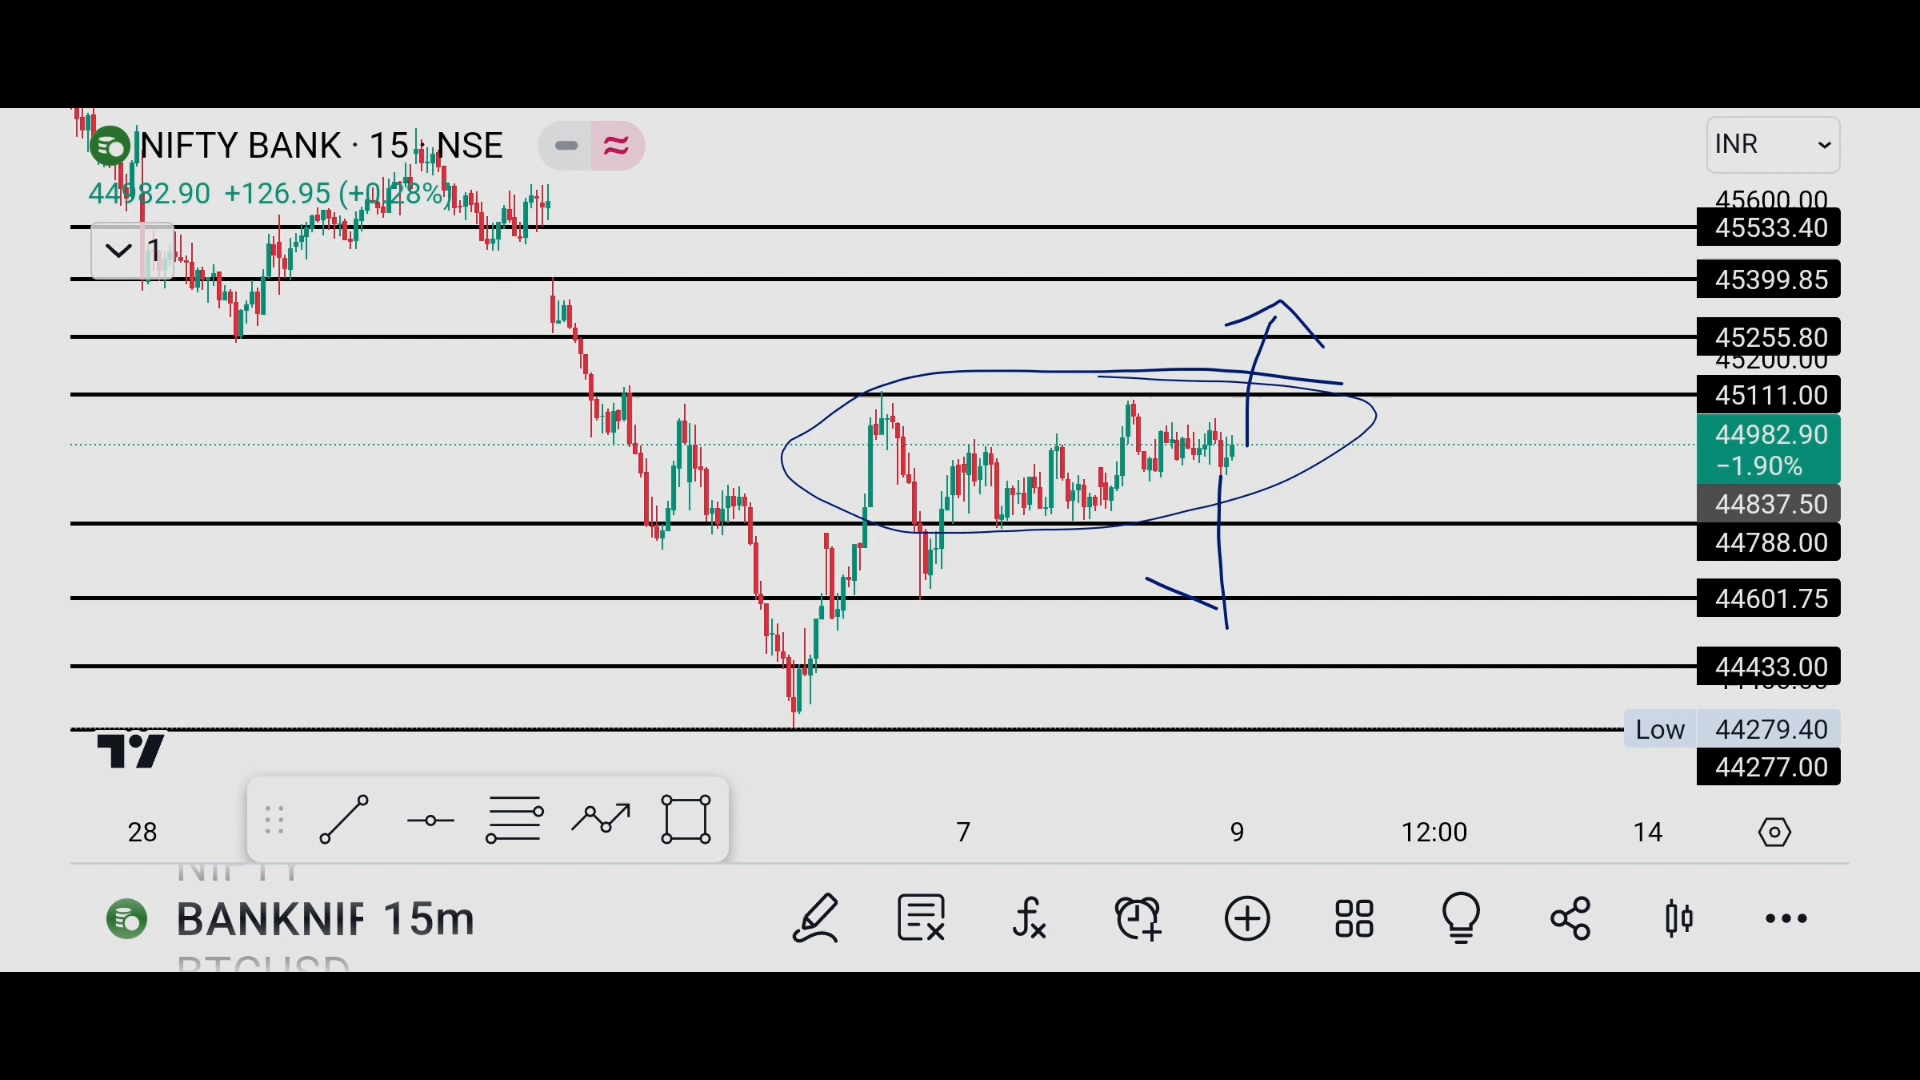 NIFTY BANK · 15 · NSE
INR
44982.90 +126.95 (+0.28%)
1
45600.00
45533.40
45399.85
45255.80
45200.00
45111.00
44982.90
−1.90%
44837.50
44788.00
44601.75
44433.00
Low 44279.40
44277.00
28 7 9 12:00 14
NIFTY
BANKNIF 15m
BTCUSD